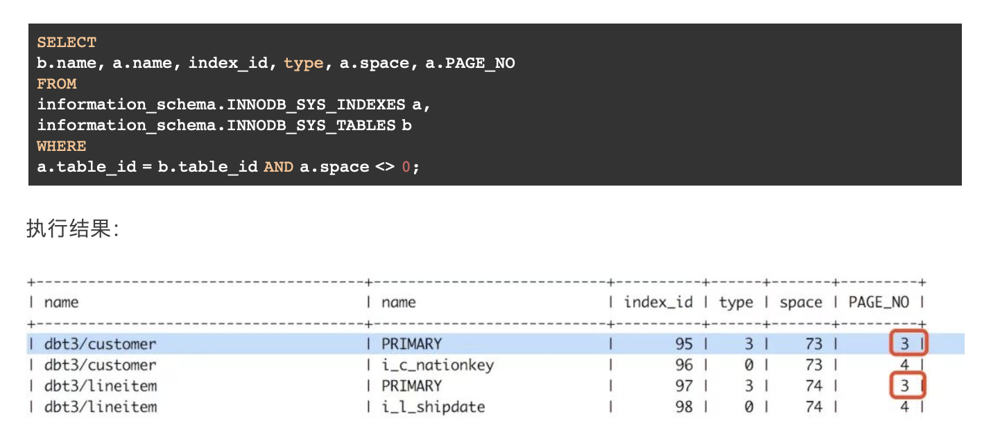 SELECT
b.name, a.name, index_id, type, a.space, a.PAGE_NO
FROM
information_schema.INNODB_SYS_INDEXES a,
information_schema.INNODB_SYS_TABLES b
WHERE
a.table_id = b.table_id AND a.space <> 0;
执行结果：
+--------------------------------------+---------------------------+----------+------+-------+---------+
| name | name | index_id | type | space | PAGE_NO |
+--------------------------------------+---------------------------+----------+------+-------+---------+
| dbt3/customer | PRIMARY | 95 | 3 | 73 | 3 |
| dbt3/customer | i_c_nationkey | 96 | 0 | 73 | 4 |
| dbt3/lineitem | PRIMARY | 97 | 3 | 74 | 3 |
| dbt3/lineitem | i_l_shipdate | 98 | 0 | 74 | 4 |